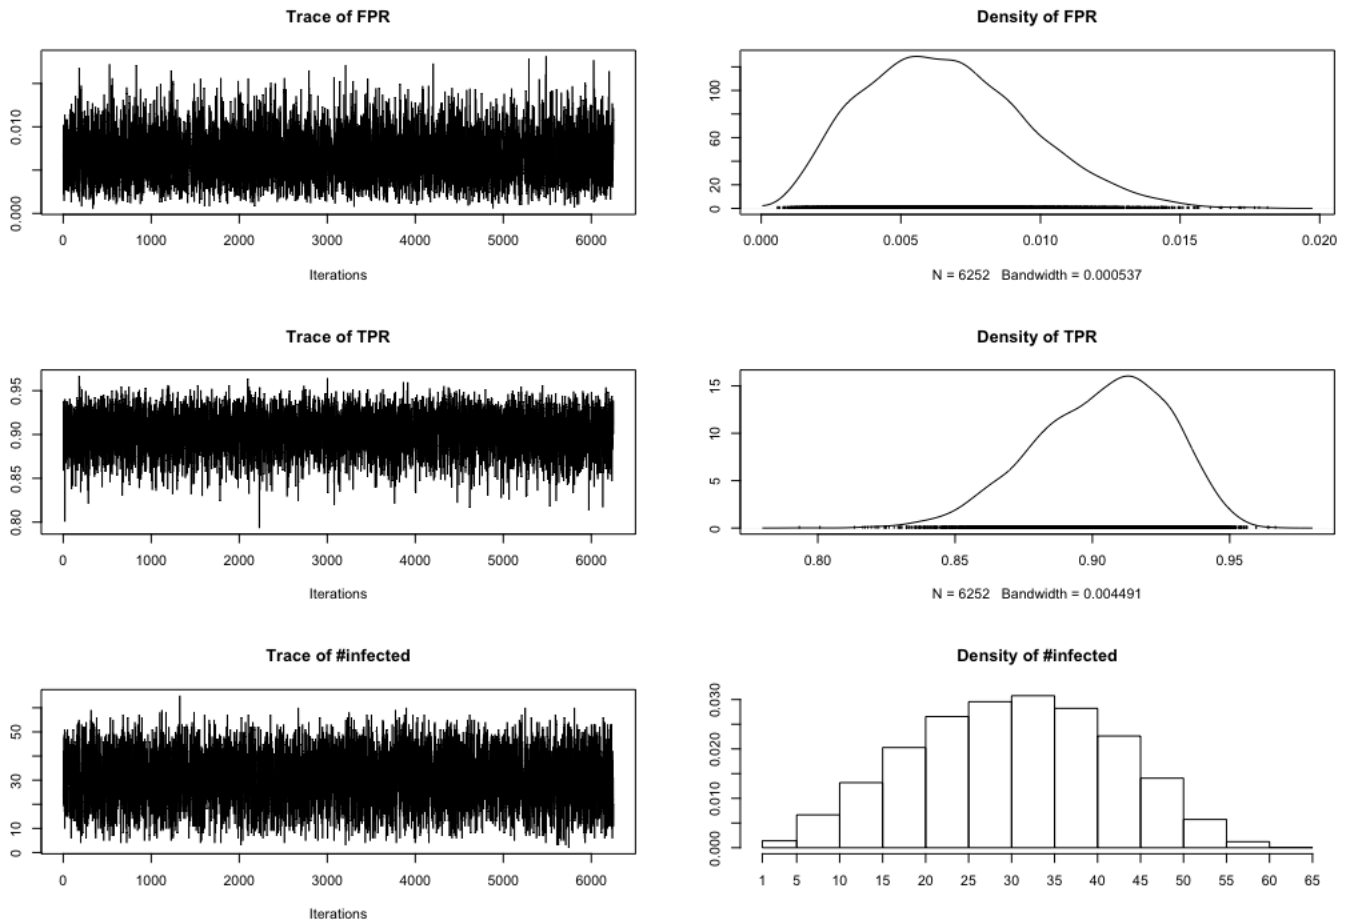 Trace of FPR
0.000 0.010
0 1000 2000 3000 4000 5000 6000
Iterations
Density of FPR
0 20 60 100
0.000 0.005 0.010 0.015 0.020
N = 6252 Bandwidth = 0.000537
Trace of TPR
0.80 0.85 0.90 0.95
0 1000 2000 3000 4000 5000 6000
Iterations
Density of TPR
0 5 10 15
0.80 0.85 0.90 0.95
N = 6252 Bandwidth = 0.004491
Trace of #infected
0 10 30 50
0 1000 2000 3000 4000 5000 6000
Iterations
Density of #infected
0.000 0.010 0.020 0.030
1 5 10 15 20 25 30 35 40 45 50 55 60 65